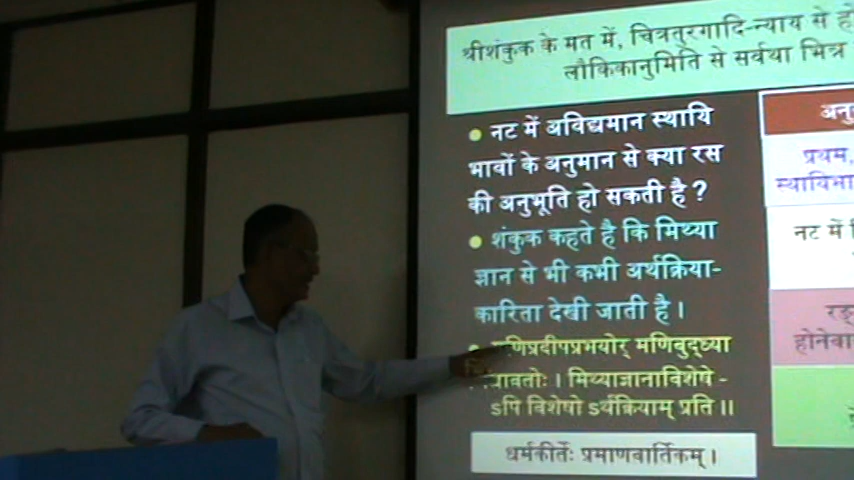 श्रीशंकुक के मत में, चित्रतुरगादि-न्याय से
लौकिकानुमिति से सर्वथा भिन्न
• नट में अविद्यमान स्थायि
भावों के अनुमान से क्या रस
की अनुभूति हो सकती है ?
• शंकुक कहते है कि मिथ्या
ज्ञान से भी कभी अर्थक्रिया-
कारिता देखी जाती है ।
• मणिप्रदीपप्रभयोर् मणिबुद्ध्या
। मिथ्याज्ञानाविशेषे -
ऽपि विशेषो ऽर्थक्रियाम् प्रति ॥
धर्मकीर्तेः प्रमाणवार्तिकम् ।
प्रथम,
नट में